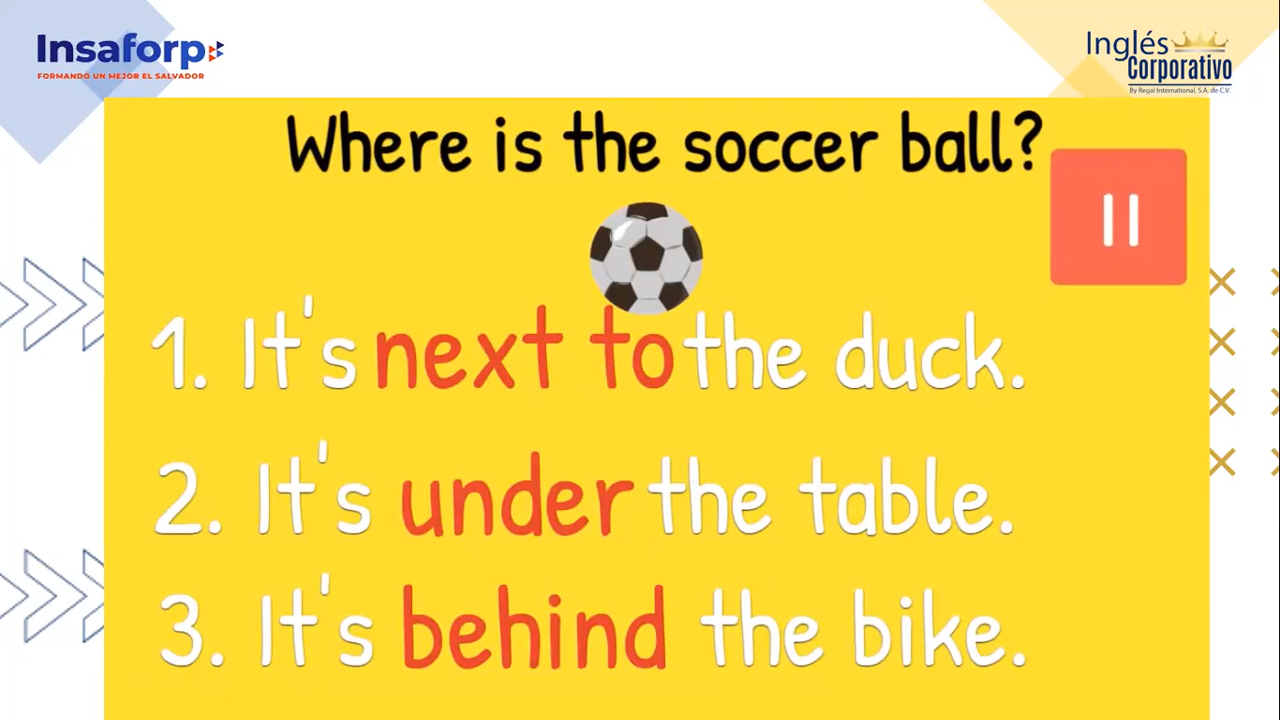 Insaforp
FORMANDO UN MEJOR EL SALVADOR
Inglés
Corporativo
By Regal International, S.A. de C.V.
Where is the soccer ball?
1. It's next to the duck.
2. It's under the table.
3. It's behind the bike.